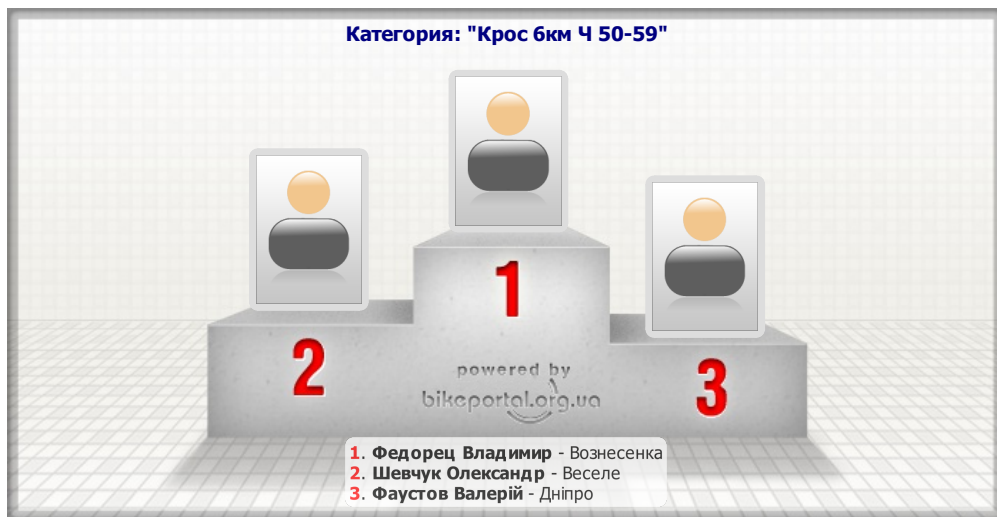 Категория: "Крос 6км Ч 50-59"
1
2
3
powered by
bikeportal.org.ua
1. Федорец Владимир - Вознесенка
2. Шевчук Олександр - Веселе
3. Фаустов Валерій - Дніпро